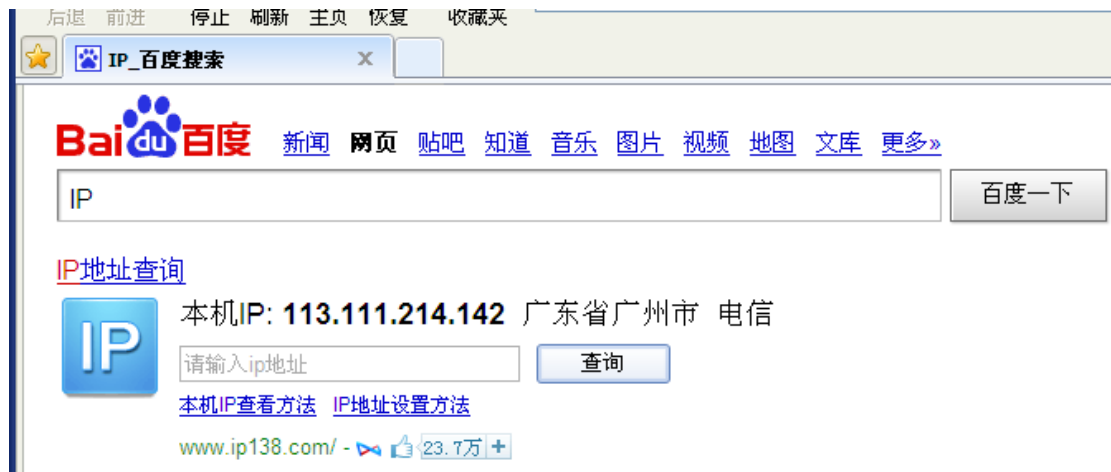 后退 前进 停止 刷新 主页 恢复 收藏夹
IP_百度搜索 x
Bai du 百度 新闻 网页 贴吧 知道 音乐 图片 视频 地图 文库 更多»
IP 百度一下
IP地址查询
IP 本机IP: 113.111.214.142 广东省广州市 电信
请输入ip地址 查询
本机IP查看方法 IP地址设置方法
www.ip138.com/ - 23.7万 +